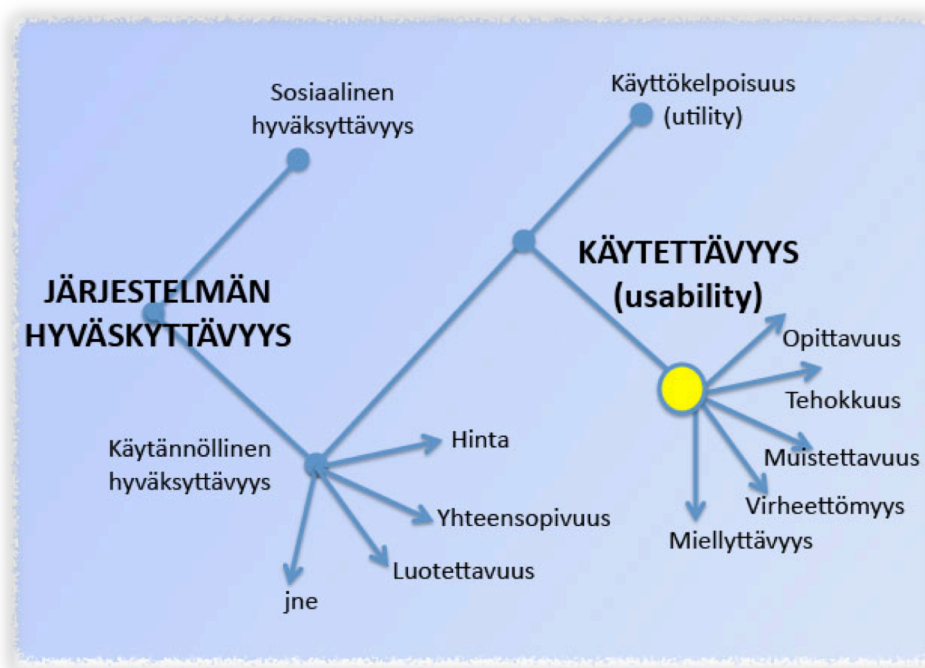 Sosiaalinen
hyväksyttävyys
Käyttökelpoisuus
(utility)
JÄRJESTELMÄN
HYVÄSKYTTÄVYYS
KÄYTETTÄVYYS
(usability)
Opittavuus
Tehokkuus
Muistettavuus
Virheettömyys
Miellyttävyys
Käytännöllinen
hyväksyttävyys
Hinta
Yhteensopivuus
Luotettavuus
jne